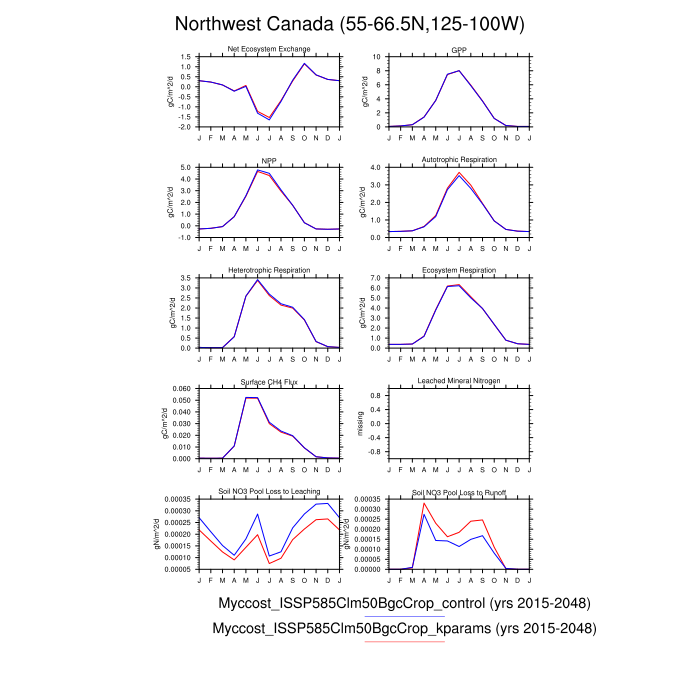 Northwest Canada (55-66.5N,125-100W)
Net Ecosystem Exchange
gC/m^2/d
1.5
1.0
0.5
0.0
-0.5
-1.0
-1.5
-2.0
J F M A M J J A S O N D J
GPP
gC/m^2/d
10
8
6
4
2
0
J F M A M J J A S O N D J
NPP
gC/m^2/d
5.0
4.0
3.0
2.0
1.0
0.0
-1.0
J F M A M J J A S O N D J
Autotrophic Respiration
gC/m^2/d
4.0
3.0
2.0
1.0
0.0
J F M A M J J A S O N D J
Heterotrophic Respiration
gC/m^2/d
3.5
3.0
2.5
2.0
1.5
1.0
0.5
0.0
J F M A M J J A S O N D J
Ecosystem Respiration
gC/m^2/d
7.0
6.0
5.0
4.0
3.0
2.0
1.0
0.0
J F M A M J J A S O N D J
Surface CH4 Flux
gC/m^2/d
0.060
0.050
0.040
0.030
0.020
0.010
0.000
J F M A M J J A S O N D J
Leached Mineral Nitrogen
missing
0.8
0.4
-0.0
-0.4
-0.8
J F M A M J J A S O N D J
Soil NO3 Pool Loss to Leaching
gN/m^2/d
0.00035
0.00030
0.00025
0.00020
0.00015
0.00010
0.00005
J F M A M J J A S O N D J
Soil NO3 Pool Loss to Runoff
gN/m^2/d
0.00035
0.00030
0.00025
0.00020
0.00015
0.00010
0.00005
0.00000
J F M A M J J A S O N D J
Myccost_ISSP585Clm50BgcCrop_control (yrs 2015-2048)
Myccost_ISSP585Clm50BgcCrop_kparams (yrs 2015-2048)